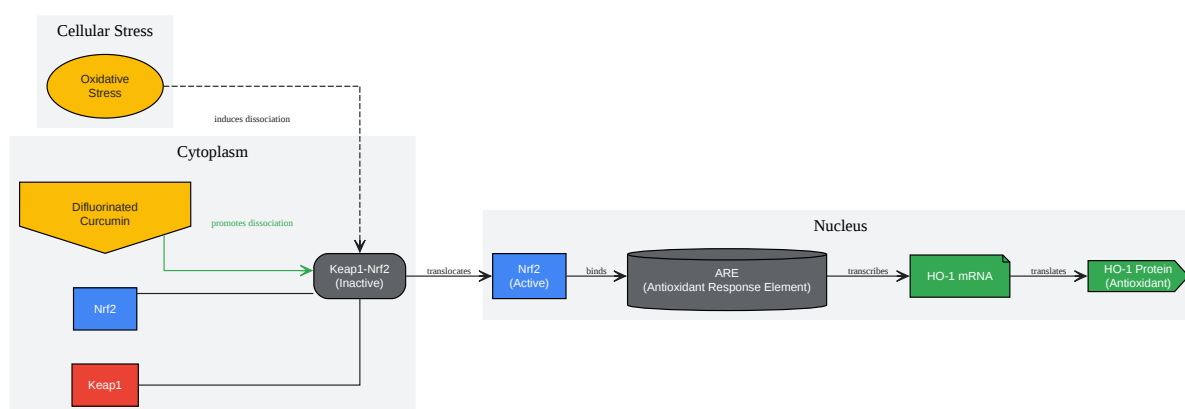 Cellular Stress
Oxidative
Stress
induces dissociation
Cytoplasm
Difluorinated
Curcumin
promotes dissociation
Keap1-Nrf2
(Inactive)
Nrf2
Keap1
translocates
Nucleus
Nrf2
(Active)
binds
ARE
(Antioxidant Response Element)
transcribes
HO-1 mRNA
translates
HO-1 Protein
(Antioxidant)